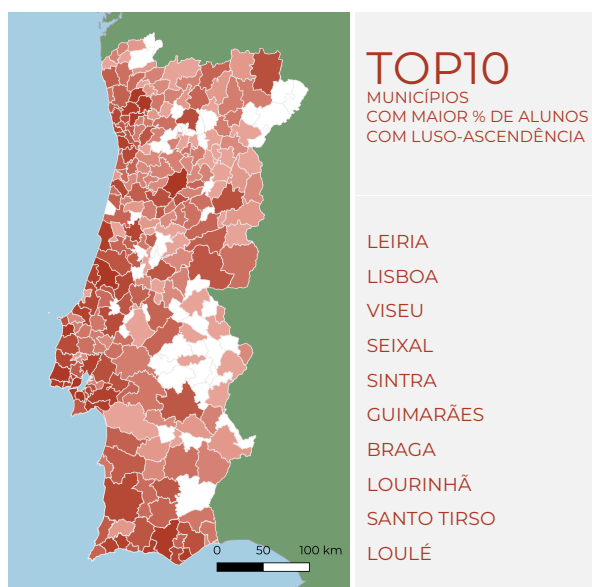 TOP10
MUNICÍPIOS
COM MAIOR % DE ALUNOS
COM LUSO-ASCENDÊNCIA
LEIRIA
LISBOA
VISEU
SEIXAL
SINTRA
GUIMARÃES
BRAGA
LOURINHÃ
SANTO TIRSO
LOULÉ
0 50 100 km